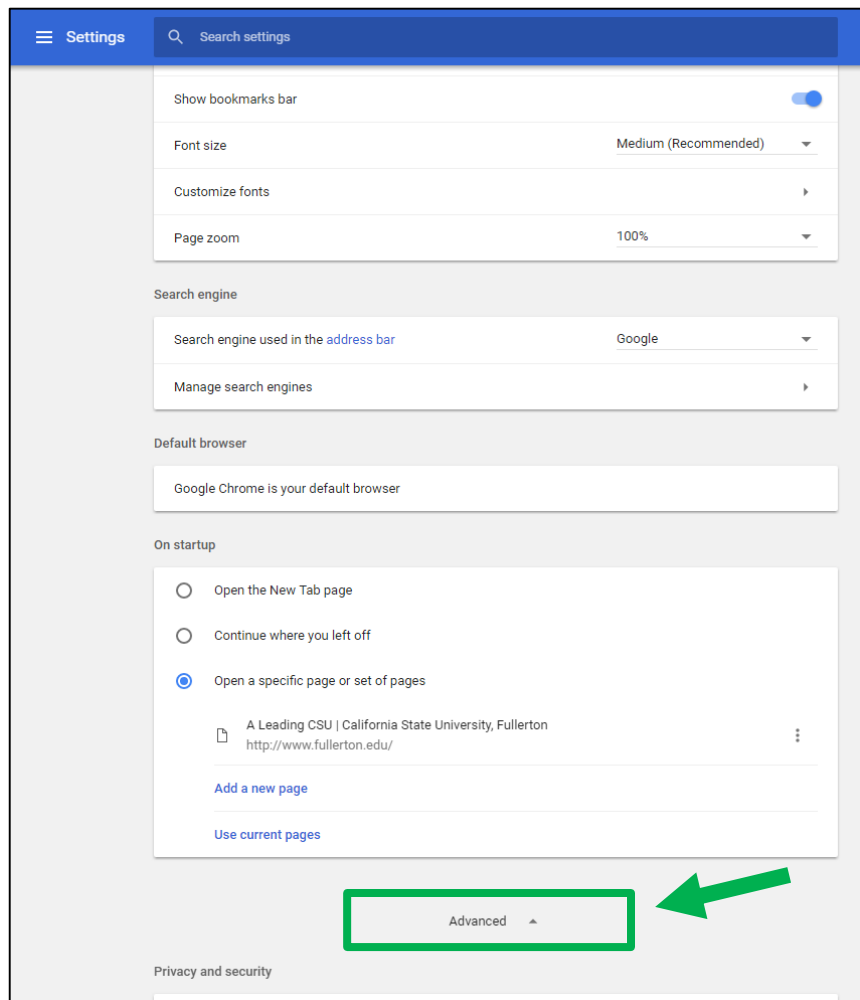 Settings
Search settings
Show bookmarks bar
Font size
Medium (Recommended)
Customize fonts
Page zoom
100%
Search engine
Search engine used in the address bar
Google
Manage search engines
Default browser
Google Chrome is your default browser
On startup
Open the New Tab page
Continue where you left off
Open a specific page or set of pages
A Leading CSU | California State University, Fullerton
http://www.fullerton.edu/
Add a new page
Use current pages
Advanced
Privacy and security